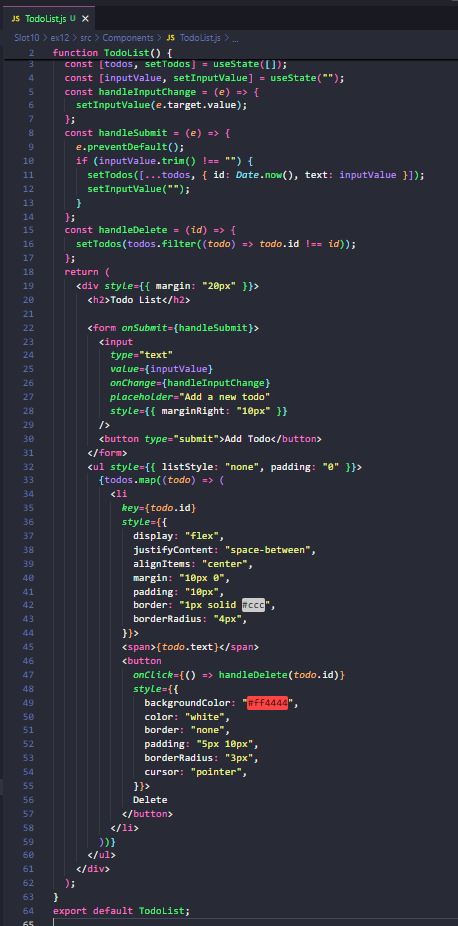 JS TodoList.js U ×
Slot10 > ex12 > src > Components > JS TodoList.js > ...
2 function TodoList() {
3 const [todos, setTodos] = useState([]);
4 const [inputValue, setInputValue] = useState("");
5 const handleInputChange = (e) => {
6 setInputValue(e.target.value);
7 };
8 const handleSubmit = (e) => {
9 e.preventDefault();
10 if (inputValue.trim() !== "") {
11 setTodos([...todos, { id: Date.now(), text: inputValue }]);
12 setInputValue("");
13 }
14 };
15 const handleDelete = (id) => {
16 setTodos(todos.filter((todo) => todo.id !== id));
17 };
18 return (
19 <div style={{ margin: "20px" }}>
20 <h2>Todo List</h2>
21
22 <form onSubmit={handleSubmit}>
23 <input
24 type="text"
25 value={inputValue}
26 onChange={handleInputChange}
27 placeholder="Add a new todo"
28 style={{ marginRight: "10px" }}
29 />
30 <button type="submit">Add Todo</button>
31 </form>
32 <ul style={{ listStyle: "none", padding: "0" }}>
33 {todos.map((todo) => (
34 <li
35 key={todo.id}
36 style={{
37 display: "flex",
38 justifyContent: "space-between",
39 alignItems: "center",
40 margin: "10px 0",
41 padding: "10px",
42 border: "1px solid #ccc",
43 borderRadius: "4px",
44 }}>
45 <span>{todo.text}</span>
46 <button
47 onClick={() => handleDelete(todo.id)}
48 style={{
49 backgroundColor: "#ff4444",
50 color: "white",
51 border: "none",
52 padding: "5px 10px",
53 borderRadius: "3px",
54 cursor: "pointer",
55 }}>
56 Delete
57 </button>
58 </li>
59 ))}
60 </ul>
61 </div>
62 );
63 }
64 export default TodoList;
65